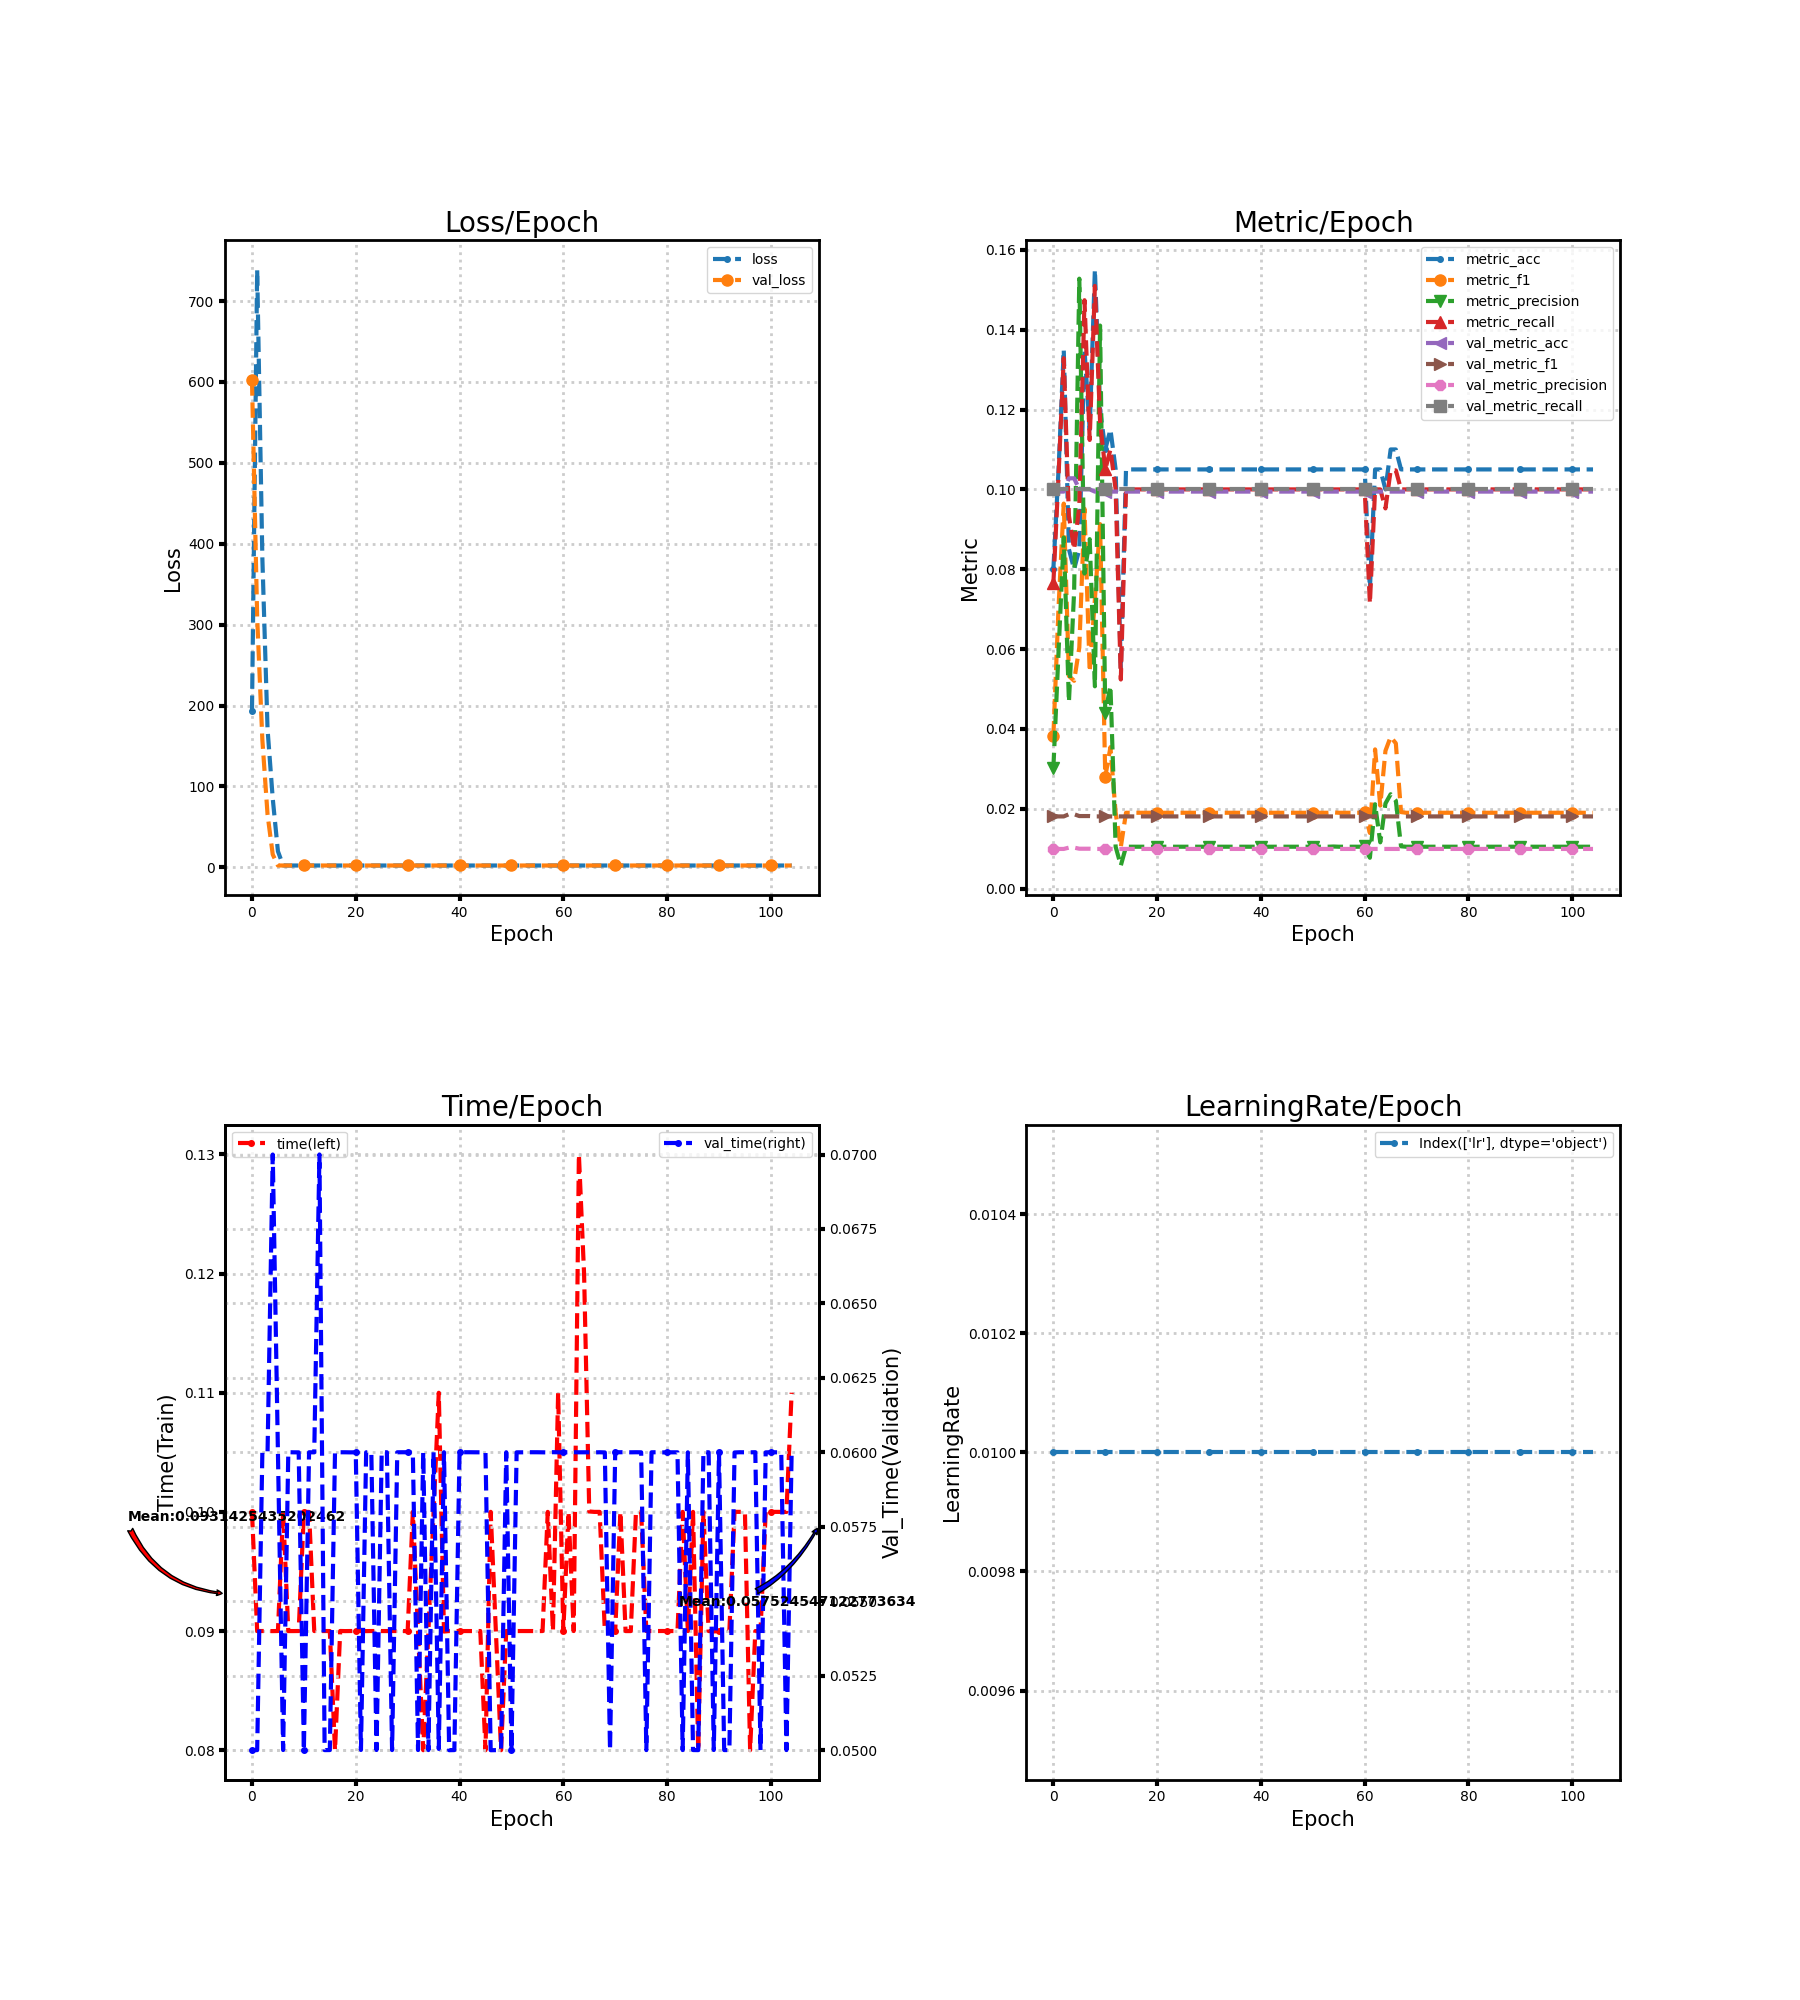 Loss/Epoch
loss
val_loss
700
600
500
400
300
200
100
0
Loss
0 20 40 60 80 100
Epoch
Metric/Epoch
metric_acc
metric_f1
metric_precision
metric_recall
val_metric_acc
val_metric_f1
val_metric_precision
val_metric_recall
0.16
0.14
0.12
0.10
0.08
0.06
0.04
0.02
0.00
Metric
0 20 40 60 80 100
Epoch
Time/Epoch
time(left)
val_time(right)
0.13
0.12
0.11
0.10
0.09
0.08
Time(Train)
0.0700
0.0675
0.0650
0.0625
0.0600
0.0575
0.0550
0.0525
0.0500
Val_Time(Validation)
0 20 40 60 80 100
Epoch
LearningRate/Epoch
Index(['lr'], dtype='object')
0.0104
0.0102
0.0100
0.0098
0.0096
LearningRate
0 20 40 60 80 100
Epoch